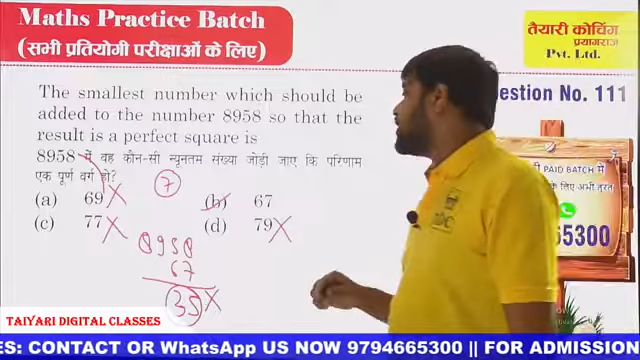 Maths Practice Batch
(सभी प्रतियोगी परीक्षाओं के लिए)
तैयारी कोचिंग
प्रयागराज
Pvt. Ltd.
The smallest number which should be
added to the number 8958 so that the
result is a perfect square is
8958 में वह कौन-सी न्यूनतम संख्या जोड़ी जाए कि परिणाम
एक पूर्ण वर्ग हो?
7
(a) 69 (b) 67
(c) 77 (d) 79
8958
67
estion No. 111
PAID BATCH में
के लिए अभी तुरंत
65300
TAIYARI DIGITAL CLASSES
ES: CONTACT OR WhatsApp US NOW 9794665300 || FOR ADMISSION